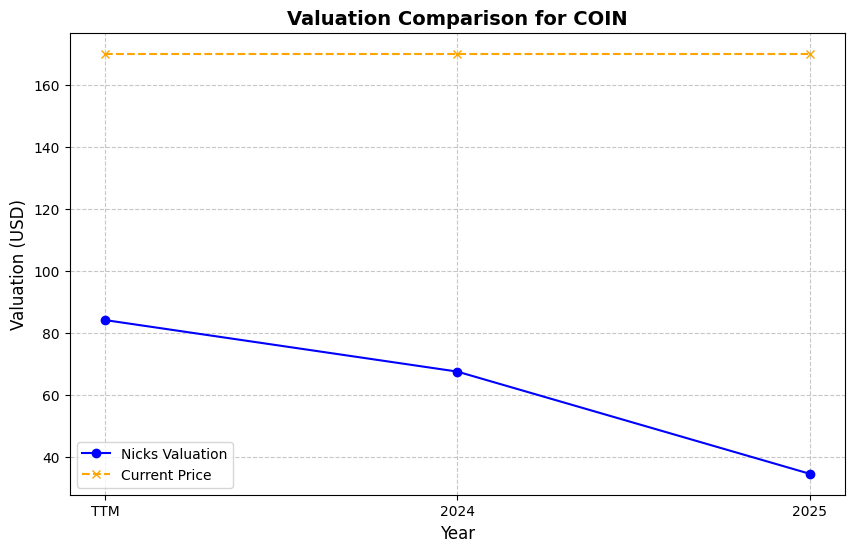 Valuation Comparison for COIN
Valuation (USD)
160
140
120
100
80
60
40
Nicks Valuation
Current Price
TTM
2024
2025
Year